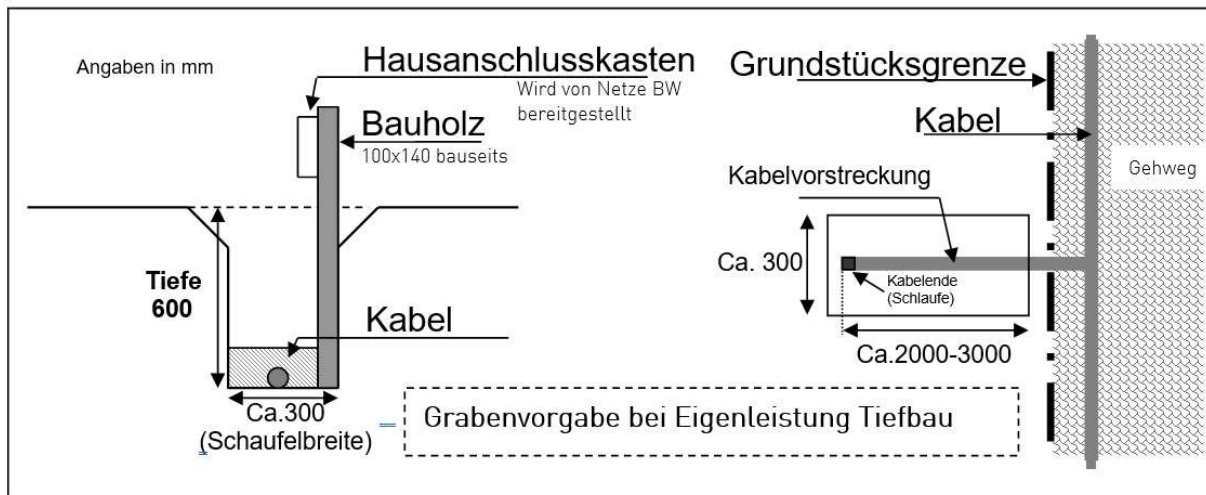 Angaben in mm
Hausanschlusskasten
Wird von Netze BW
bereitgestellt
Bauholz
100x140 bauseits
Tiefe
600
Kabel
Ca.300
(Schaufelbreite)
Grabenvorgabe bei Eigenleistung Tiefbau
Grundstücksgrenze
Kabel
Gehweg
Kabelvorstreckung
Ca. 300
Kabelende
(Schlaufe)
Ca.2000-3000